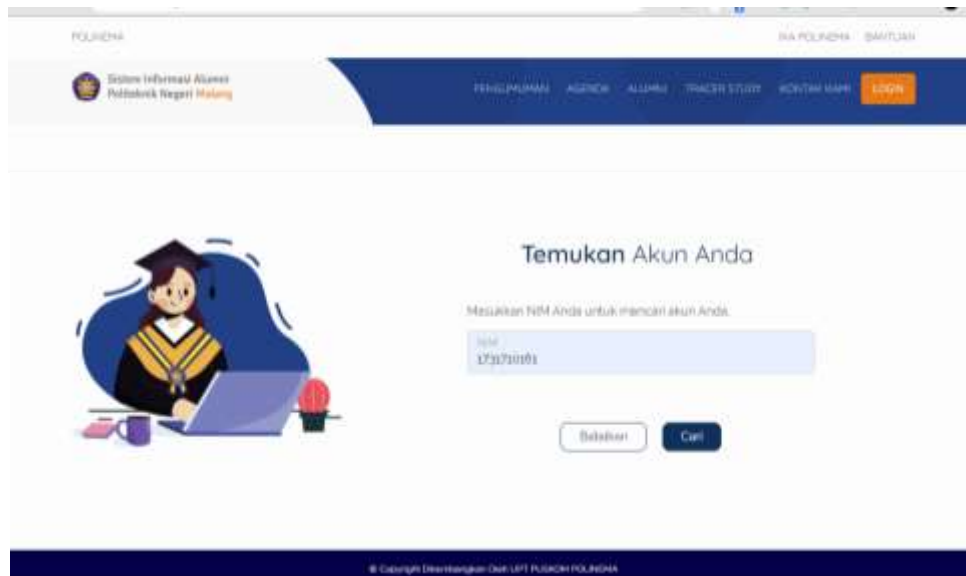 POLINEMA
IKA POLINEMA BANTUAN
Sistem Informasi Alumni
Politeknik Negeri Malang
PENGUMUMAN AGENDA ALUMNI TRACER STUDY KONTAK KAMI LOGIN
Temukan Akun Anda
Masukkan NIM Anda untuk mencari akun Anda.
NIM
1731710161
Batalkan Cari
© Copyright Dikembangkan Oleh UPT PUSKOM POLINEMA